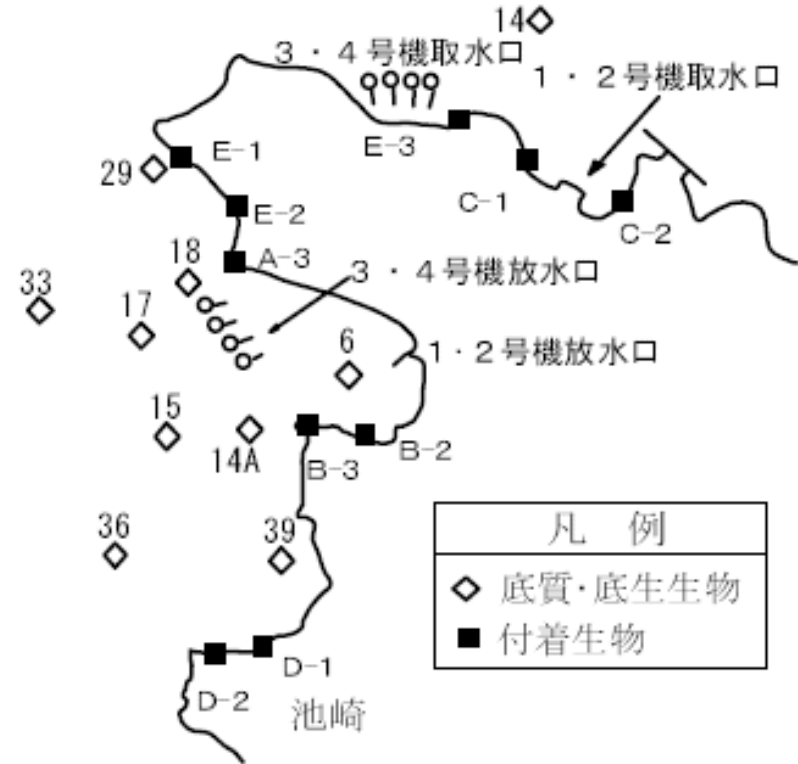 14
3・4号機取水口
1・2号機取水口
E-3
E-1
29
C-1
E-2
C-2
A-3
18
3・4号機放水口
33
17
6
1・2号機放水口
15
14A
B-2
B-3
36
39
凡 例
底質・底生生物
付着生物
D-1
D-2
池崎